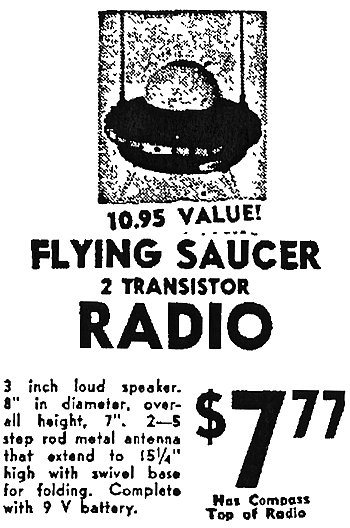 10.95 VALUE!
FLYING SAUCER
2 TRANSISTOR
RADIO
3 inch loud speaker.
8" in diameter, over-
all height, 7". 2—5
step rod metal antenna
that extend to 15¼"
high with swivel base
for folding. Complete
with 9 V battery.
$7.77
Has Compass
Top of Radio